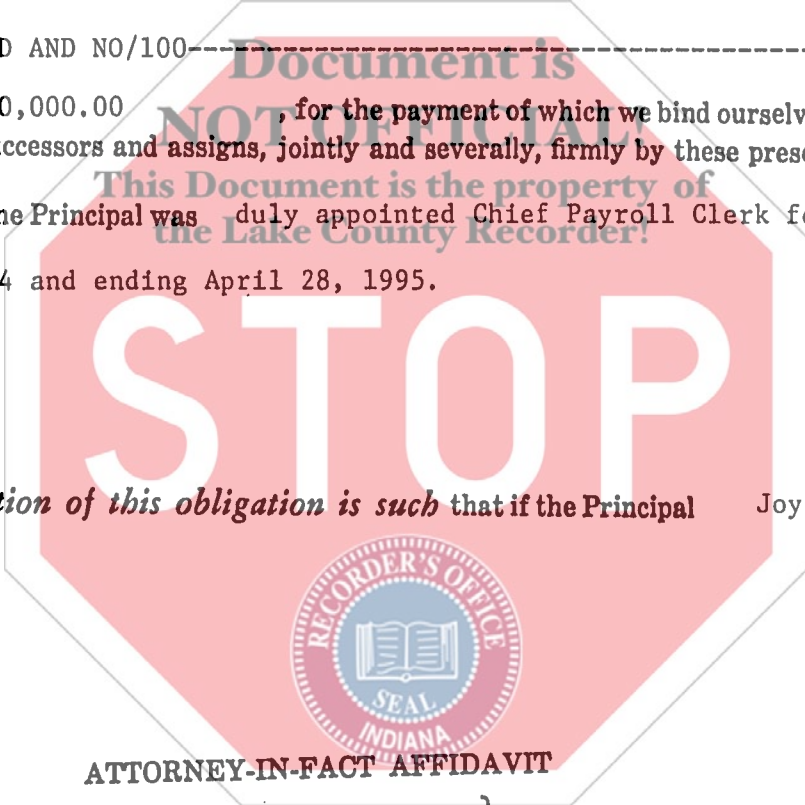 D AND NO/100
Document is
0,000.00 , for the payment of which we bind ourselv
NOT OFFICIAL!
ccessors and assigns, jointly and severally, firmly by these prese
This Document is the property of
he Principal was duly appointed Chief Payroll Clerk fo
the Lake County Recorder!
4 and ending April 28, 1995.
STOP
tion of this obligation is such that if the Principal Joy
RECORDER'S OFFICE
SEAL
INDIANA
ATTORNEY-IN-FACT AFFIDAVIT